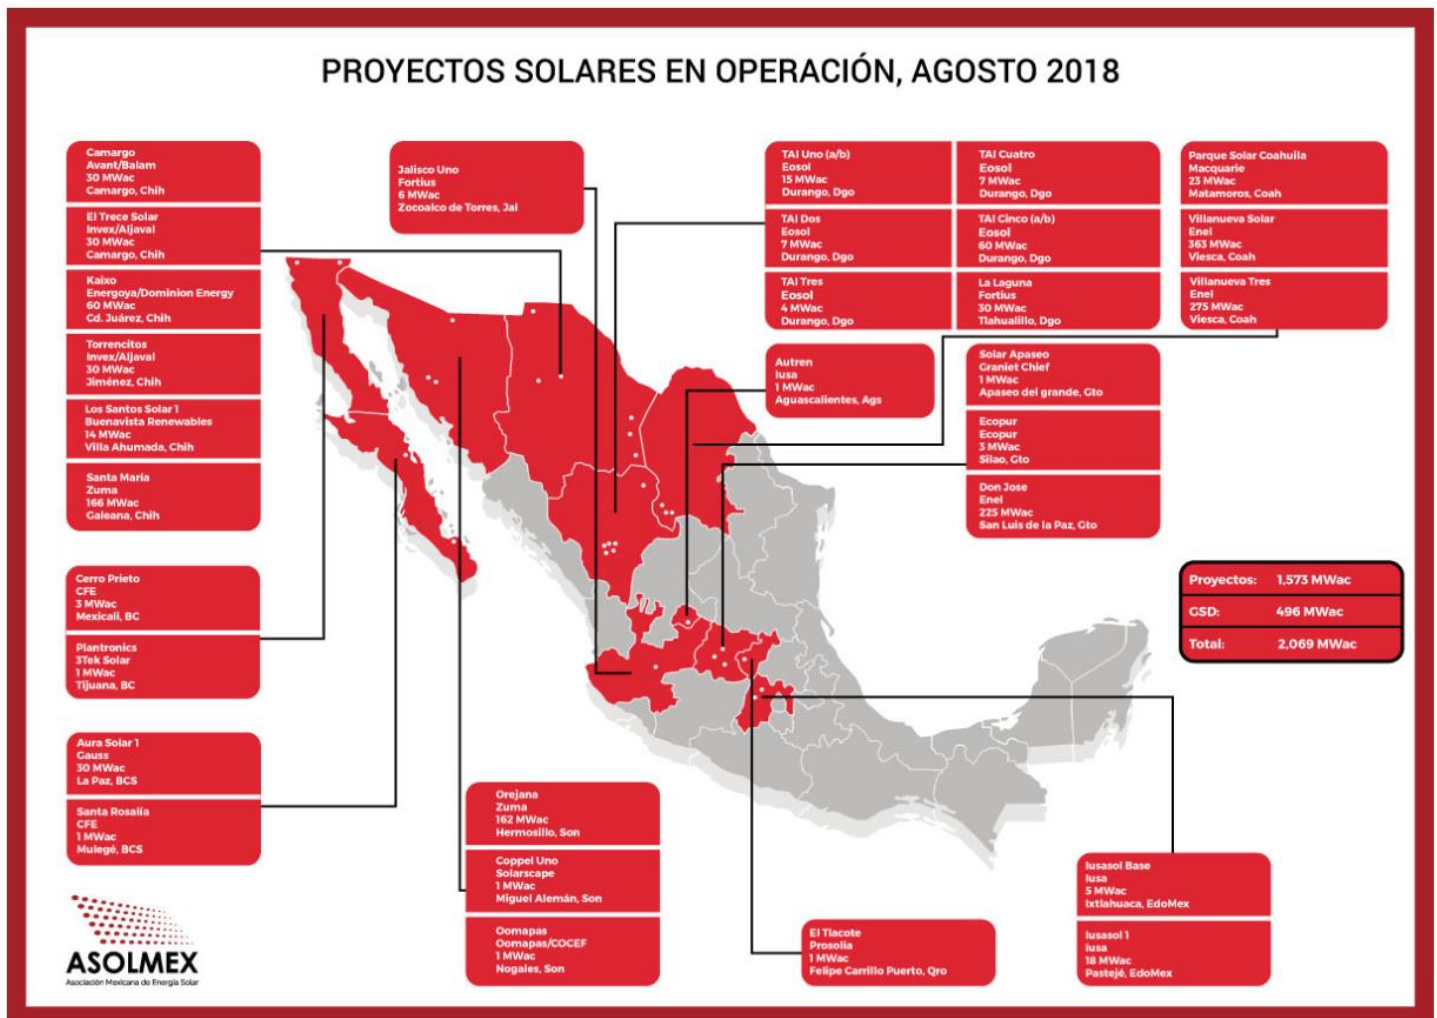 PROYECTOS SOLARES EN OPERACIÓN, AGOSTO 2018
Camargo
Avant/Balam
30 MWac
Camargo, Chih
El Trece Solar
Invex/Aljaval
30 MWac
Camargo, Chih
Kaixo
Energoya/Dominion Energy
60 MWac
Cd. Juárez, Chih
Torrencitos
Invex/Aljaval
30 MWac
Jiménez, Chih
Los Santos Solar 1
Buenavista Renewables
14 MWac
Villa Ahumada, Chih
Santa María
Zuma
166 MWac
Galeana, Chih
Cerro Prieto
CFE
3 MWac
Mexicali, BC
Plantronics
3Tek Solar
1 MWac
Tijuana, BC
Aura Solar 1
Gauss
30 MWac
La Paz, BCS
Santa Rosalía
CFE
1 MWac
Mulegé, BCS
Jalisco Uno
Fortius
6 MWac
Zocoalco de Torres, Jal
TAI Uno (a/b)
Eosol
15 MWac
Durango, Dgo
TAI Dos
Eosol
7 MWac
Durango, Dgo
TAI Tres
Eosol
4 MWac
Durango, Dgo
TAI Cuatro
Eosol
7 MWac
Durango, Dgo
TAI Cinco (a/b)
Eosol
60 MWac
Durango, Dgo
La Laguna
Fortius
30 MWac
Tlahualillo, Dgo
Parque Solar Coahuila
Macquarie
23 MWac
Matamoros, Coah
Villanueva Solar
Enel
363 MWac
Viesca, Coah
Villanueva Tres
Enel
275 MWac
Viesca, Coah
Autren
Iusa
1 MWac
Aguascalientes, Ags
Solar Apaseo
Graniet Chief
1 MWac
Apaseo del grande, Gto
Ecopur
Ecopur
3 MWac
Silao, Gto
Don Jose
Enel
225 MWac
San Luis de la Paz, Gto
Proyectos: 1,573 MWac
GSD: 496 MWac
Total: 2,069 MWac
Orejana
Zuma
162 MWac
Hermosillo, Son
Coppel Uno
Solarscape
1 MWac
Miguel Alemán, Son
Oomapas
Oomapas/COCEF
1 MWac
Nogales, Son
El Tlacote
Prosolia
1 MWac
Felipe Carrillo Puerto, Qro
Iusasol Base
Iusa
5 MWac
Ixtlahuaca, EdoMex
Iusasol 1
Iusa
18 MWac
Pastejé, EdoMex
ASOLMEX
Asociación Mexicana de Energía Solar